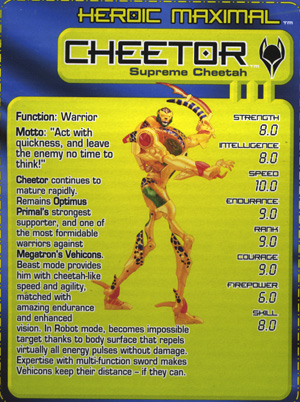 HEROIC MAXIMAL™
CHEETOR™
Supreme Cheetah
Function: Warrior
Motto: "Act with
quickness, and leave
the enemy no time to
think!"
Cheetor continues to
mature rapidly.
Remains Optimus
Primal's strongest
supporter, and one of
the most formidable
warriors against
Megatron's Vehicons.
Beast mode provides
him with cheetah-like
speed and agility,
matched with
amazing endurance
and enhanced
vision. In Robot mode, becomes impossible
target thanks to body surface that repels
virtually all energy pulses without damage.
Expertise with multi-function sword makes
Vehicons keep their distance - if they can.
STRENGTH
8.0
INTELLIGENCE
8.0
SPEED
10.0
ENDURANCE
9.0
RANK
9.0
COURAGE
9.0
FIREPOWER
6.0
SKILL
8.0